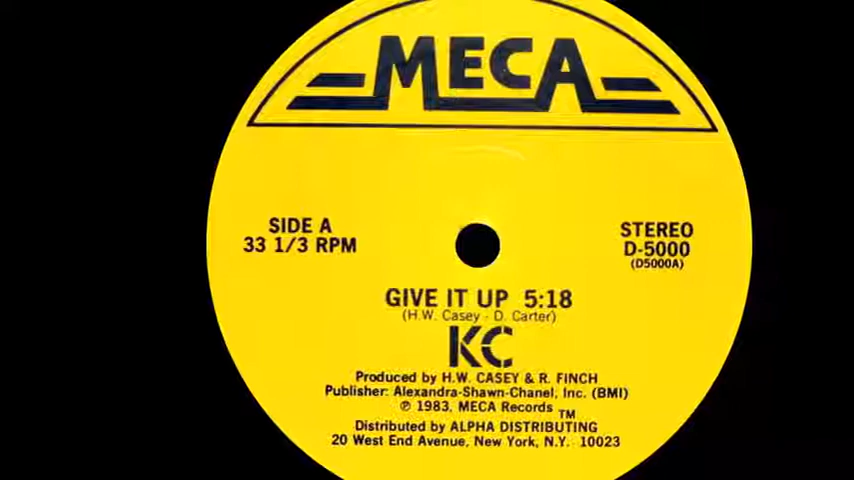 MECA
SIDE A
33 1/3 RPM
STEREO
D-5000
(D5000A)
GIVE IT UP 5:18
(H.W. Casey - D. Carter)
KC
Produced by H.W. CASEY & R. FINCH
Publisher: Alexandra-Shawn-Chanel, Inc. (BMI)
℗ 1983, MECA Records TM
Distributed by ALPHA DISTRIBUTING
20 West End Avenue, New York, N.Y. 10023